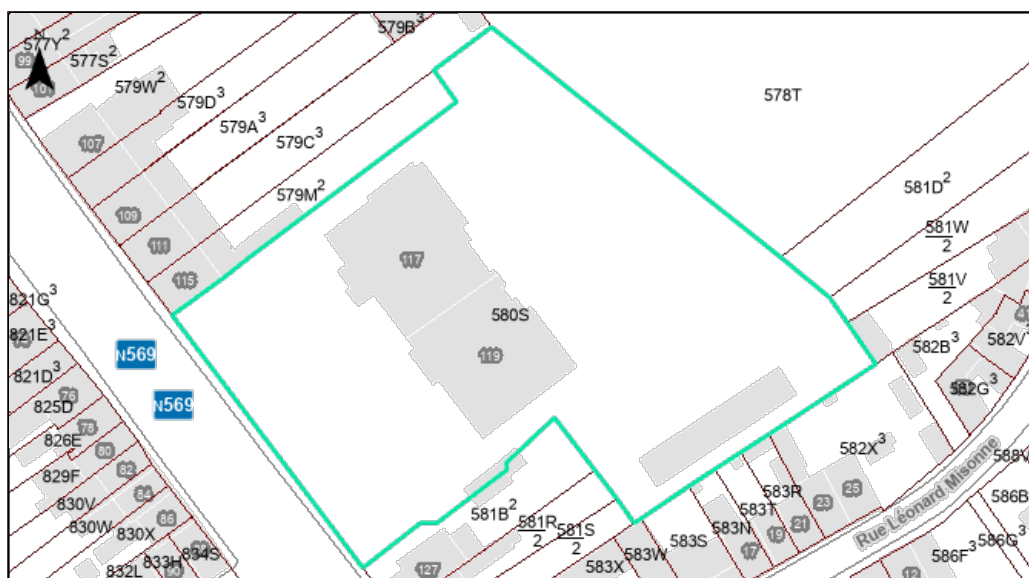 579B³
N
577Y²
99
577S²
101
579W²
579D³
578T
107
579A³
579C³
579M²
581D²
109
581W
2
111
117
115
581V
2
821G³
580S
821E³
582B³
582V
N569
119
821D³
76
582G³
825D
N569
78
826E
80
582X³
829F
82
583R
588V
830V
84
581B²
581R
2
581S
2
583T
23
25
586B
830W
86
583N
21
Rue Léonard Misonne
830X
19
586G³
834S
583S
17
833H
583W
586F³
832L
90
127
583X
12